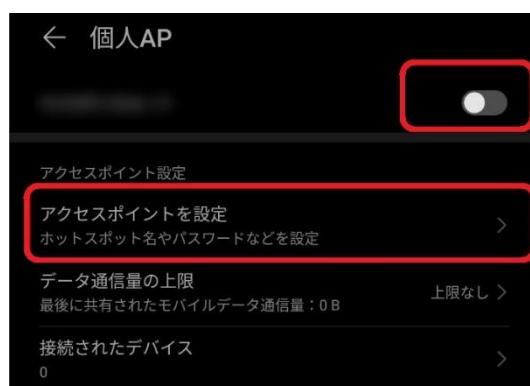 個人AP
アクセスポイント設定
アクセスポイントを設定
ホットスポット名やパスワードなどを設定
データ通信量の上限
最後に共有されたモバイルデータ通信量:0 B
上限なし
接続されたデバイス
0